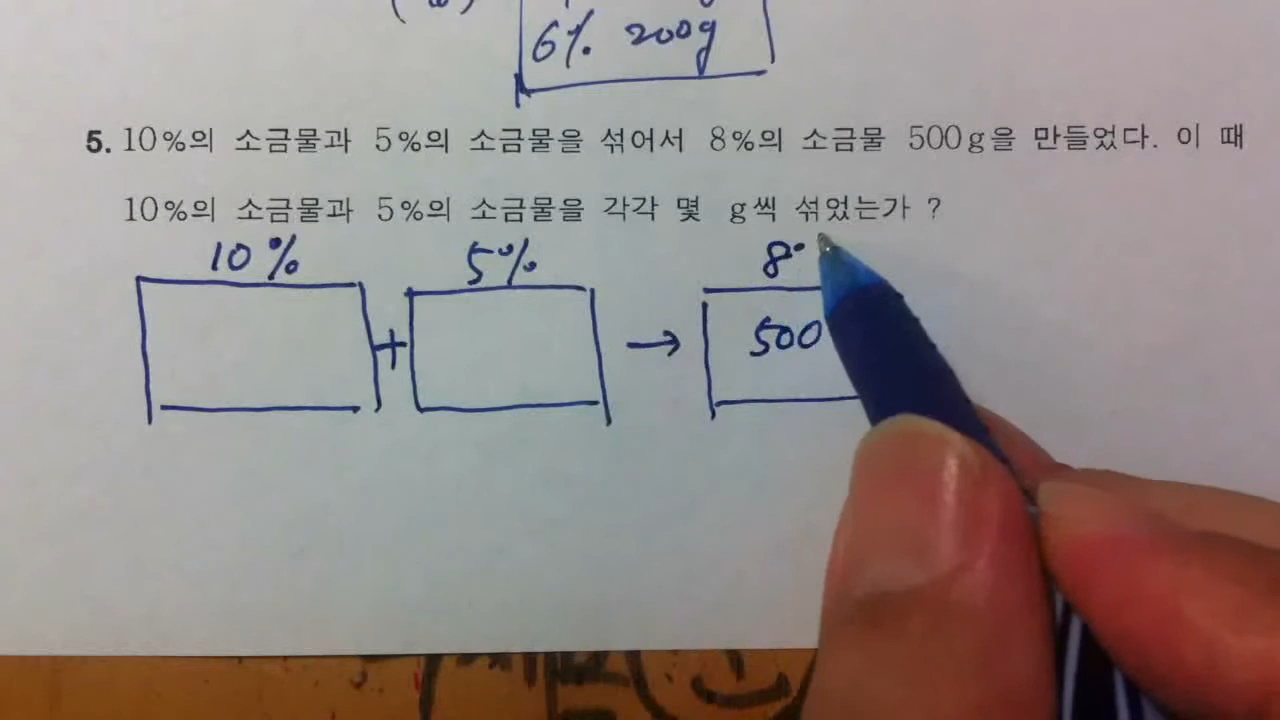 6% 200g
5. 10%의 소금물과 5%의 소금물을 섞어서 8%의 소금물 500g을 만들었다. 이 때
10%의 소금물과 5%의 소금물을 각각 몇 g씩 섞었는가 ?
10% 5% 8
+ → 500